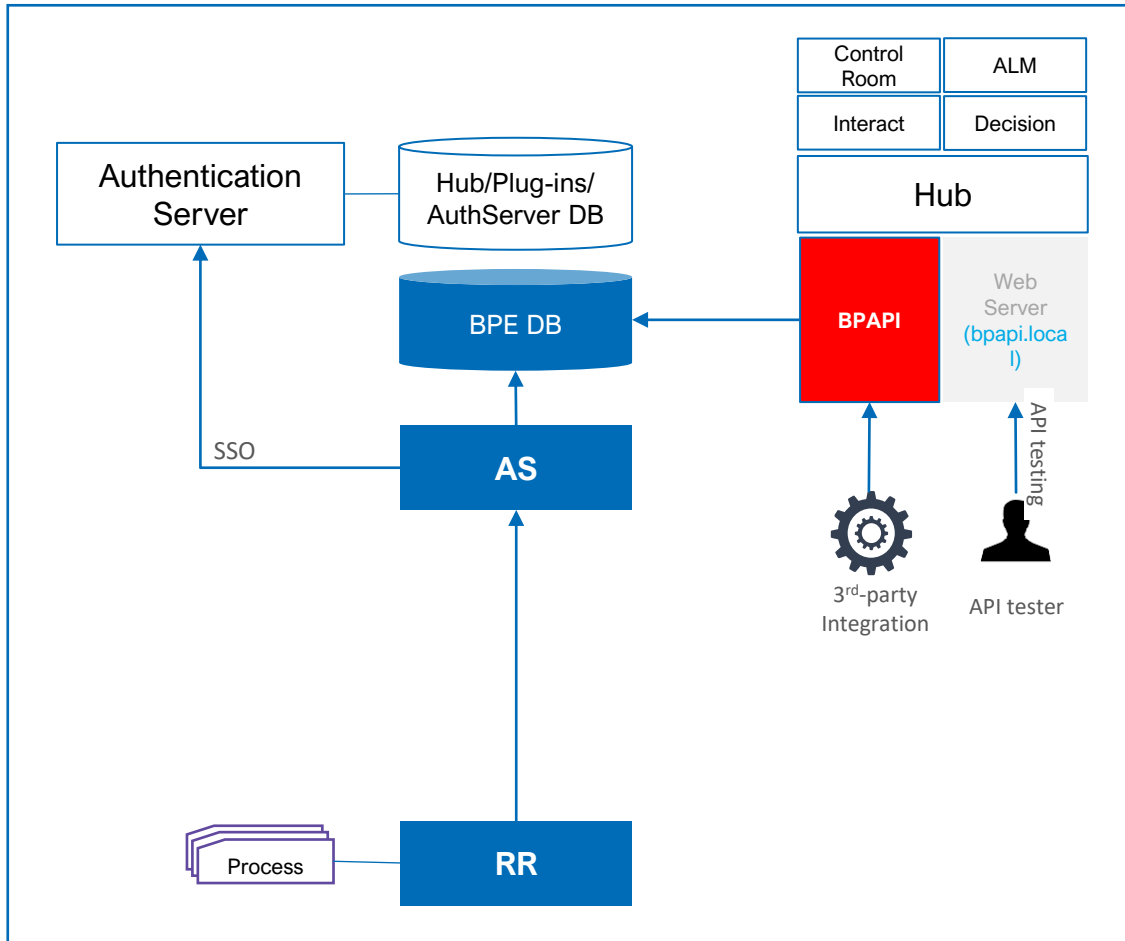 Control
Room
ALM
Interact
Decision
Authentication
Server
Hub/Plug-ins/
AuthServer DB
Hub
BPE DB
BPAPI
Web
Server
(bpapi.loca
l)
API testing
SSO
AS
3rd-party
Integration
API tester
Process
RR